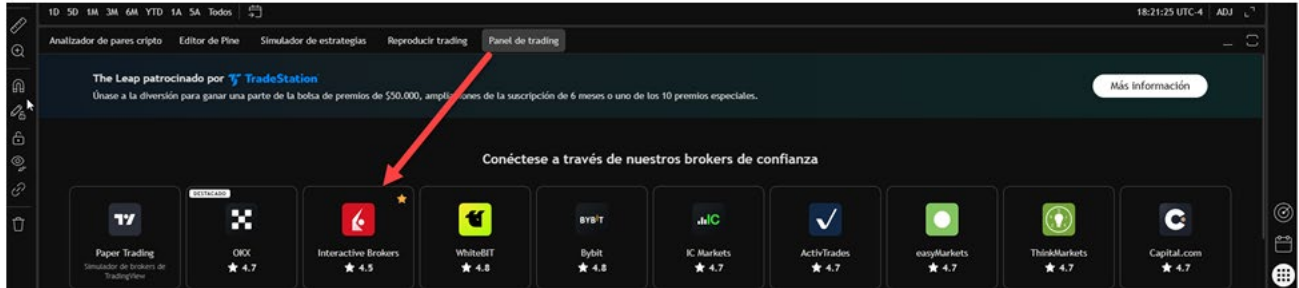 1D 5D 1M 3M 6M YTD 1A 5A Todos
18:21:25 UTC-4 ADJ
Analizador de pares cripto Editor de Pine Simulador de estrategias Reproducir trading Panel de trading
The Leap patrocinado por TradeStation
Únase a la diversión para ganar una parte de la bolsa de premios de $50.000, ampliaciones de la suscripción de 6 meses o uno de los 10 premios especiales.
Más información
Conéctese a través de nuestros brokers de confianza
DESTACADO
BYBIT
IC
Paper Trading
Simulador de brokers de
TradingView
OKX
4.7
Interactive Brokers
4.5
WhiteBIT
4.8
Bybit
4.8
IC Markets
4.7
ActivTrades
4.7
easyMarkets
4.7
ThinkMarkets
4.7
Capital.com
4.7